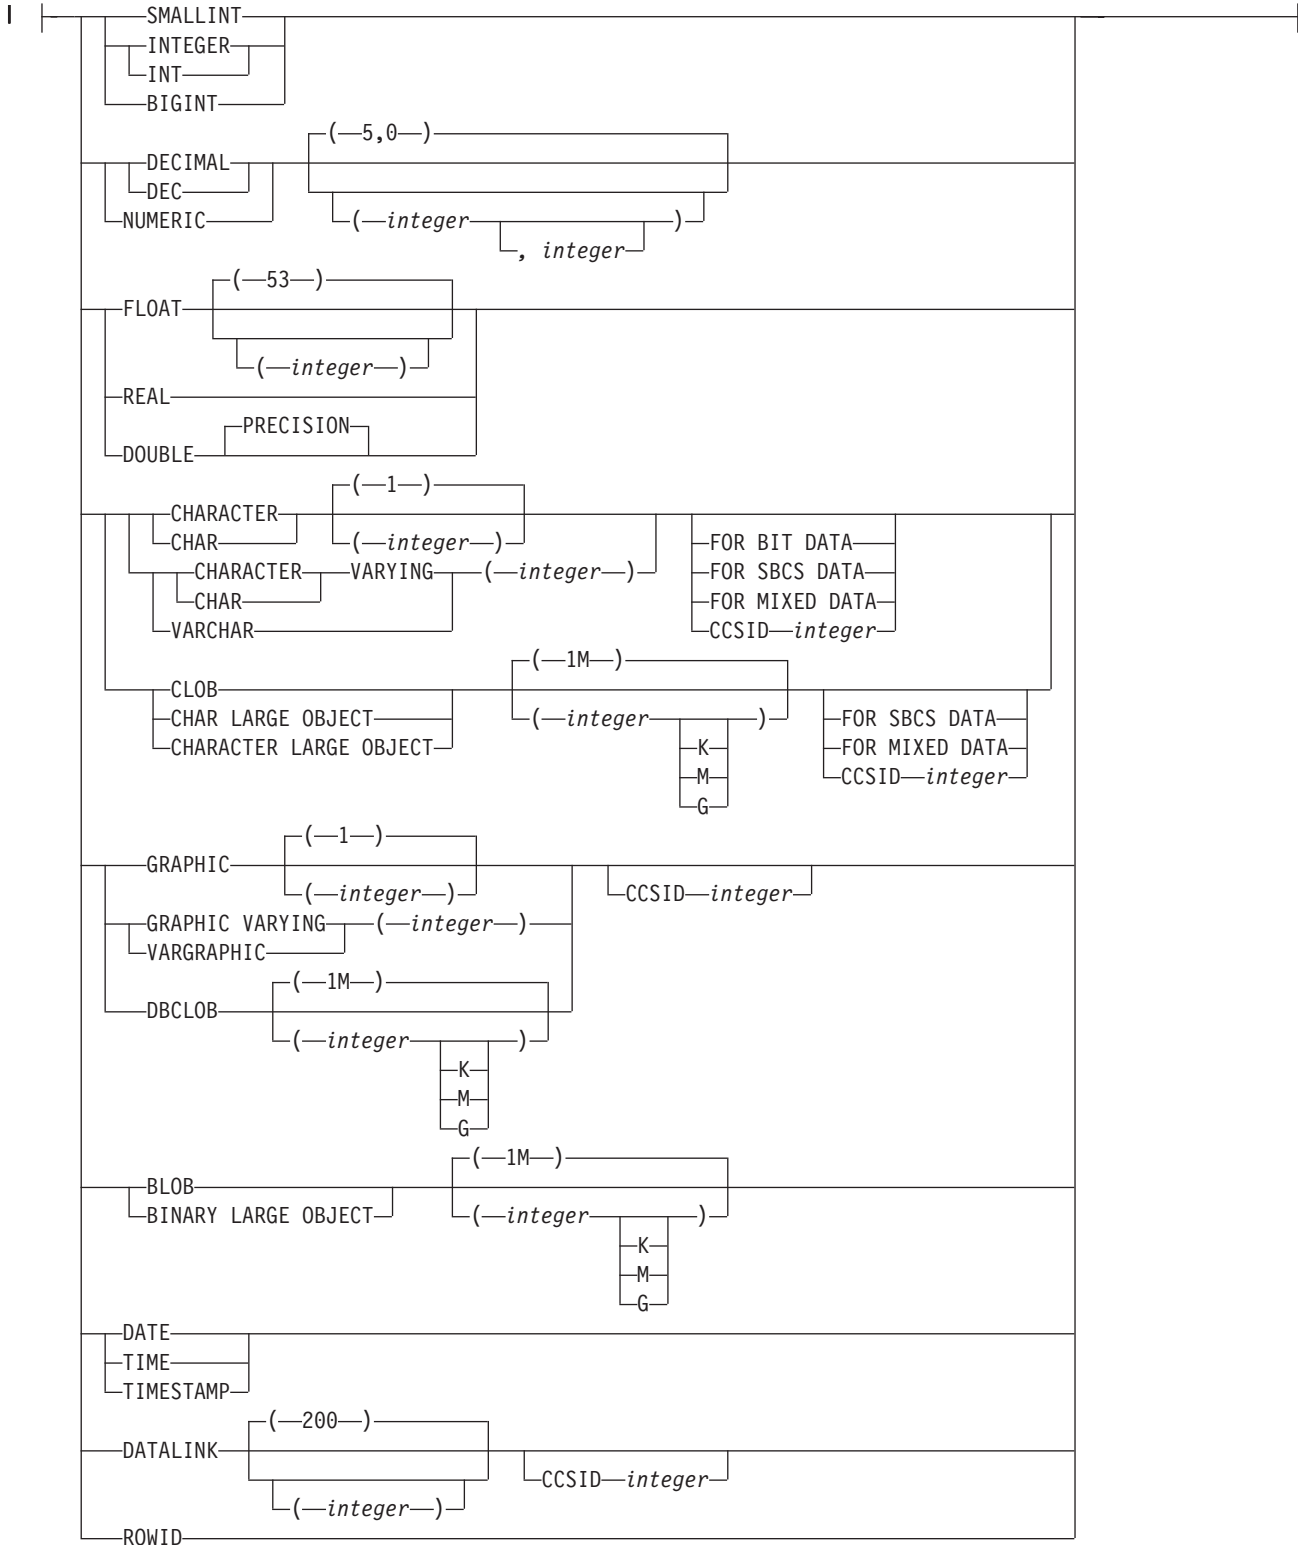 SMALLINT
INTEGER
INT
BIGINT
( 5,0 )
DECIMAL
DEC
NUMERIC
( integer )
, integer
( 53 )
FLOAT
( integer )
REAL
PRECISION
DOUBLE
( 1 )
CHARACTER
CHAR ( integer ) FOR BIT DATA
CHARACTER VARYING ( integer ) FOR SBCS DATA
CHAR FOR MIXED DATA
VARCHAR CCSID integer
( 1M )
CLOB
CHAR LARGE OBJECT ( integer ) FOR SBCS DATA
CHARACTER LARGE OBJECT K FOR MIXED DATA
M CCSID integer
G
( 1 )
GRAPHIC
( integer ) CCSID integer
GRAPHIC VARYING ( integer )
VARGRAPHIC
( 1M )
DBCLOB
( integer )
K
M
G
( 1M )
BLOB
BINARY LARGE OBJECT ( integer )
K
M
G
DATE
TIME
TIMESTAMP
( 200 )
DATALINK
CCSID integer
( integer )
ROWID